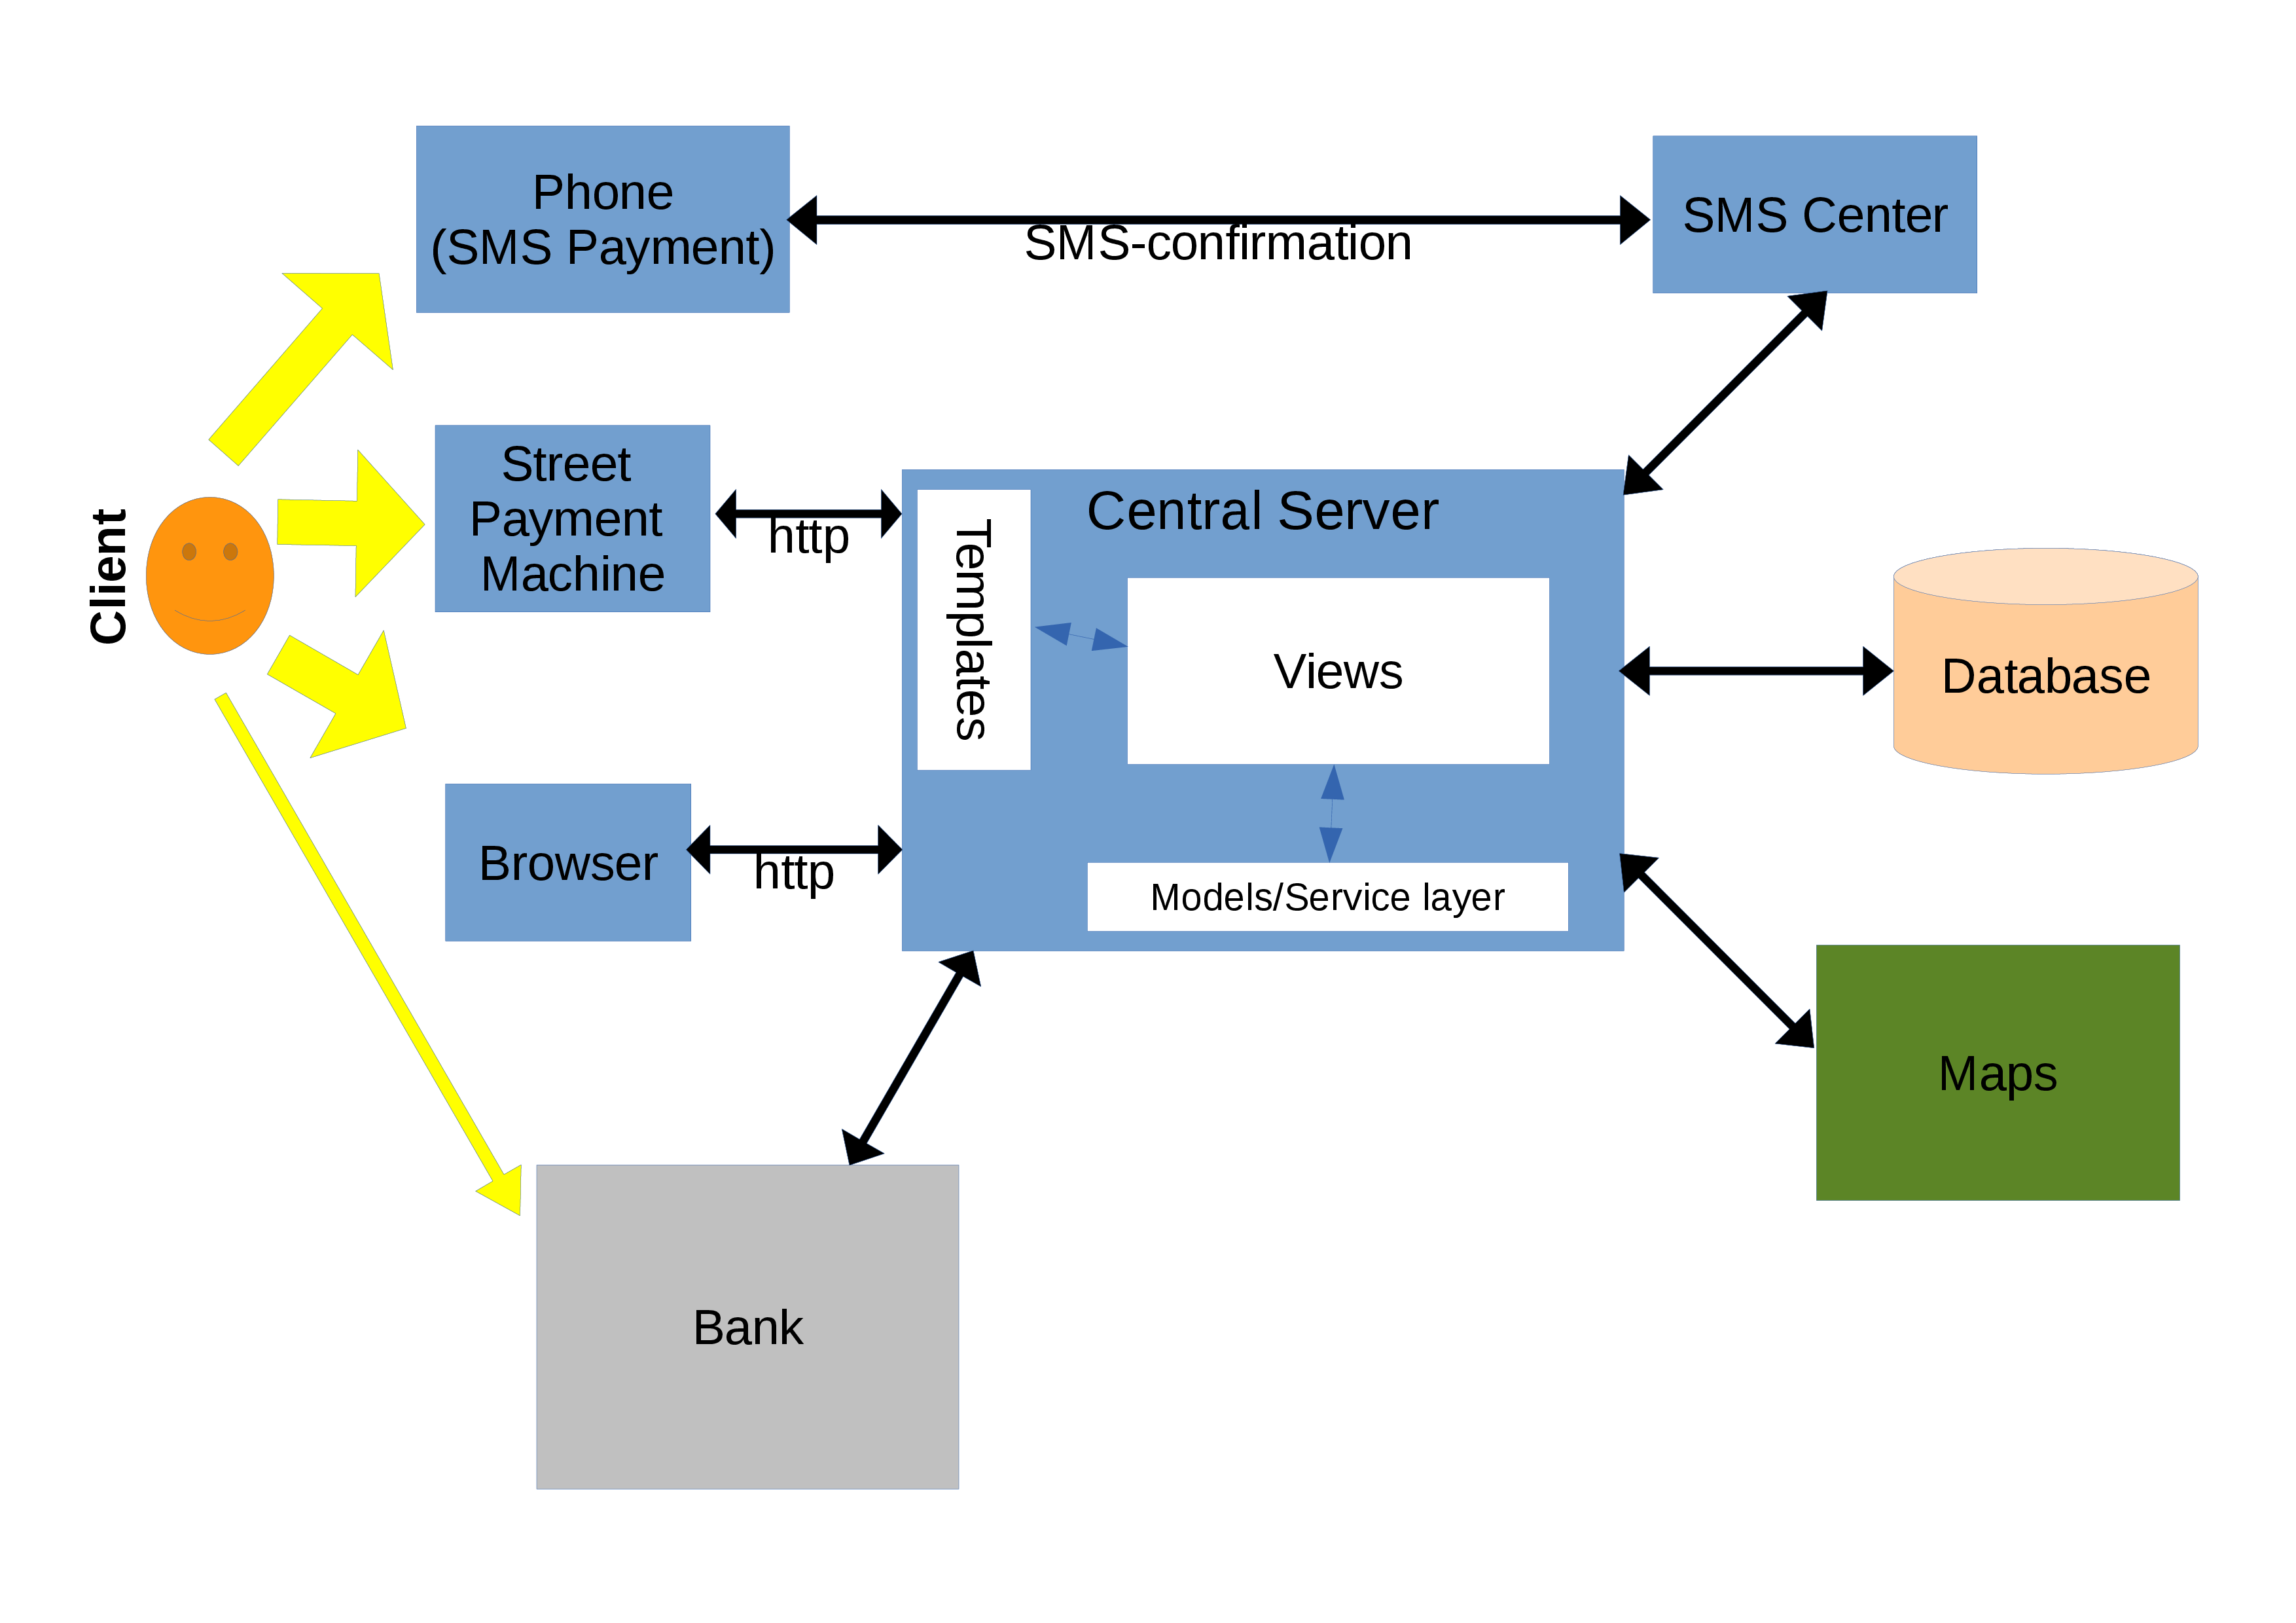 Phone
(SMS Payment)
SMS-confirmation
SMS Center
Client
Street
Payment
Machine
http
Central Server
Templates
Views
Database
Browser
http
Models/Service layer
Maps
Bank